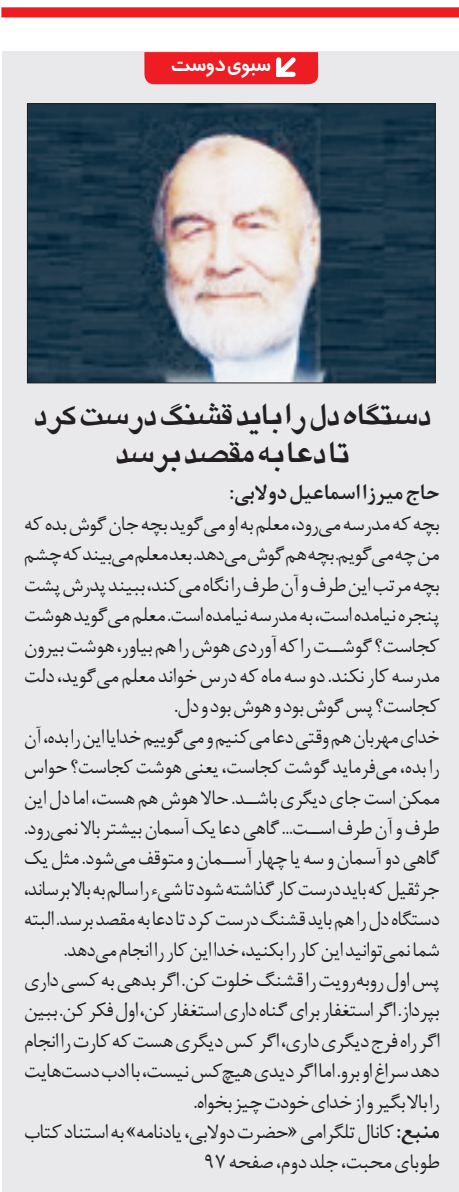 سبوی دوست
دستگاه دل را باید قشنگ درست کرد
تا دعا به مقصد برسد
حاج میرزا اسماعیل دولابی:
بچه که مدرسه می‌رود، معلم به او می گوید بچه جان گوش بده که
من چه می گویم. بچه هم گوش می‌دهد. بعد معلم می‌بیند که چشم
بچه مرتب این طرف و آن طرف را نگاه می کند، ببیند پدرش پشت
پنجره نیامده است، به مدرسه نیامده است. معلم می گوید هوشت
کجاست؟ گوشت را که آوردی هوش را هم بیاور، هوشت بیرون
مدرسه کار نکند. دو سه ماه که درس خواند معلم می گوید، دلت
کجاست؟ پس گوش بود و هوش بود و دل.
خدای مهربان هم وقتی دعا می کنیم و می گوییم خدایا این را بده، آن
را بده، می‌فرماید گوشت کجاست، یعنی هوشت کجاست؟ حواس
ممکن است جای دیگری باشد. حالا هوش هم هست، اما دل این
طرف و آن طرف است... گاهی دعا یک آسمان بیشتر بالا نمی‌رود.
گاهی دو آسمان و سه یا چهار آسمان و متوقف می‌شود. مثل یک
جرثقیل که باید درست کار گذاشته شود تا شیء را سالم به بالا برساند،
دستگاه دل را هم باید قشنگ درست کرد تا دعا به مقصد برسد. البته
شما نمی‌توانید این کار را بکنید، خدا این کار را انجام می‌دهد.
پس اول روبه‌رویت را قشنگ خلوت کن. اگر بدهی به کسی داری
بپرداز. اگر استغفار برای گناه داری استغفار کن، اول فکر کن. ببین
اگر راه فرج دیگری داری، اگر کس دیگری هست که کارت را انجام
دهد سراغ او برو. اما اگر دیدی هیچ‌کس نیست، با ادب دست‌هایت
را بالا بگیر و از خدای خودت چیز بخواه.
منبع: کانال تلگرامی «حضرت دولابی، یادنامه» به استناد کتاب
طوبای محبت، جلد دوم، صفحه ۹۷